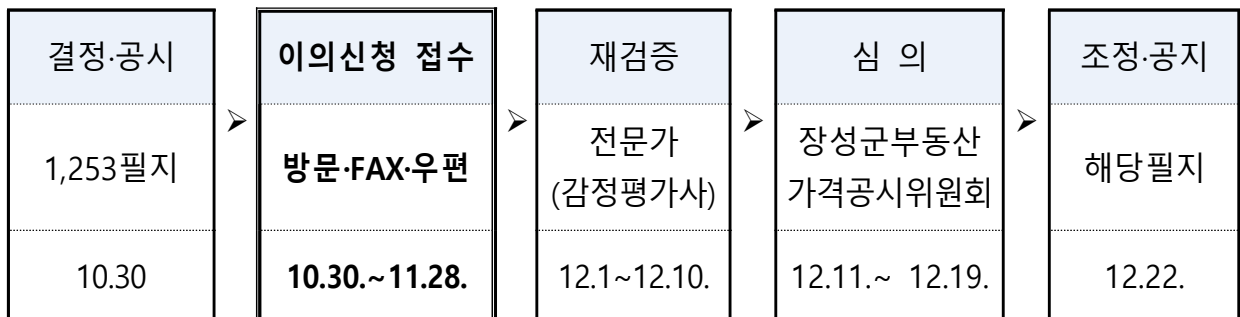 결정·공시
1,253필지
10.30
➢
이의신청 접수
방문·FAX·우편
10.30.~11.28.
➢
재검증
전문가
(감정평가사)
12.1~12.10.
➢
심 의
장성군부동산
가격공시위원회
12.11.~ 12.19.
➢
조정·공지
해당필지
12.22.